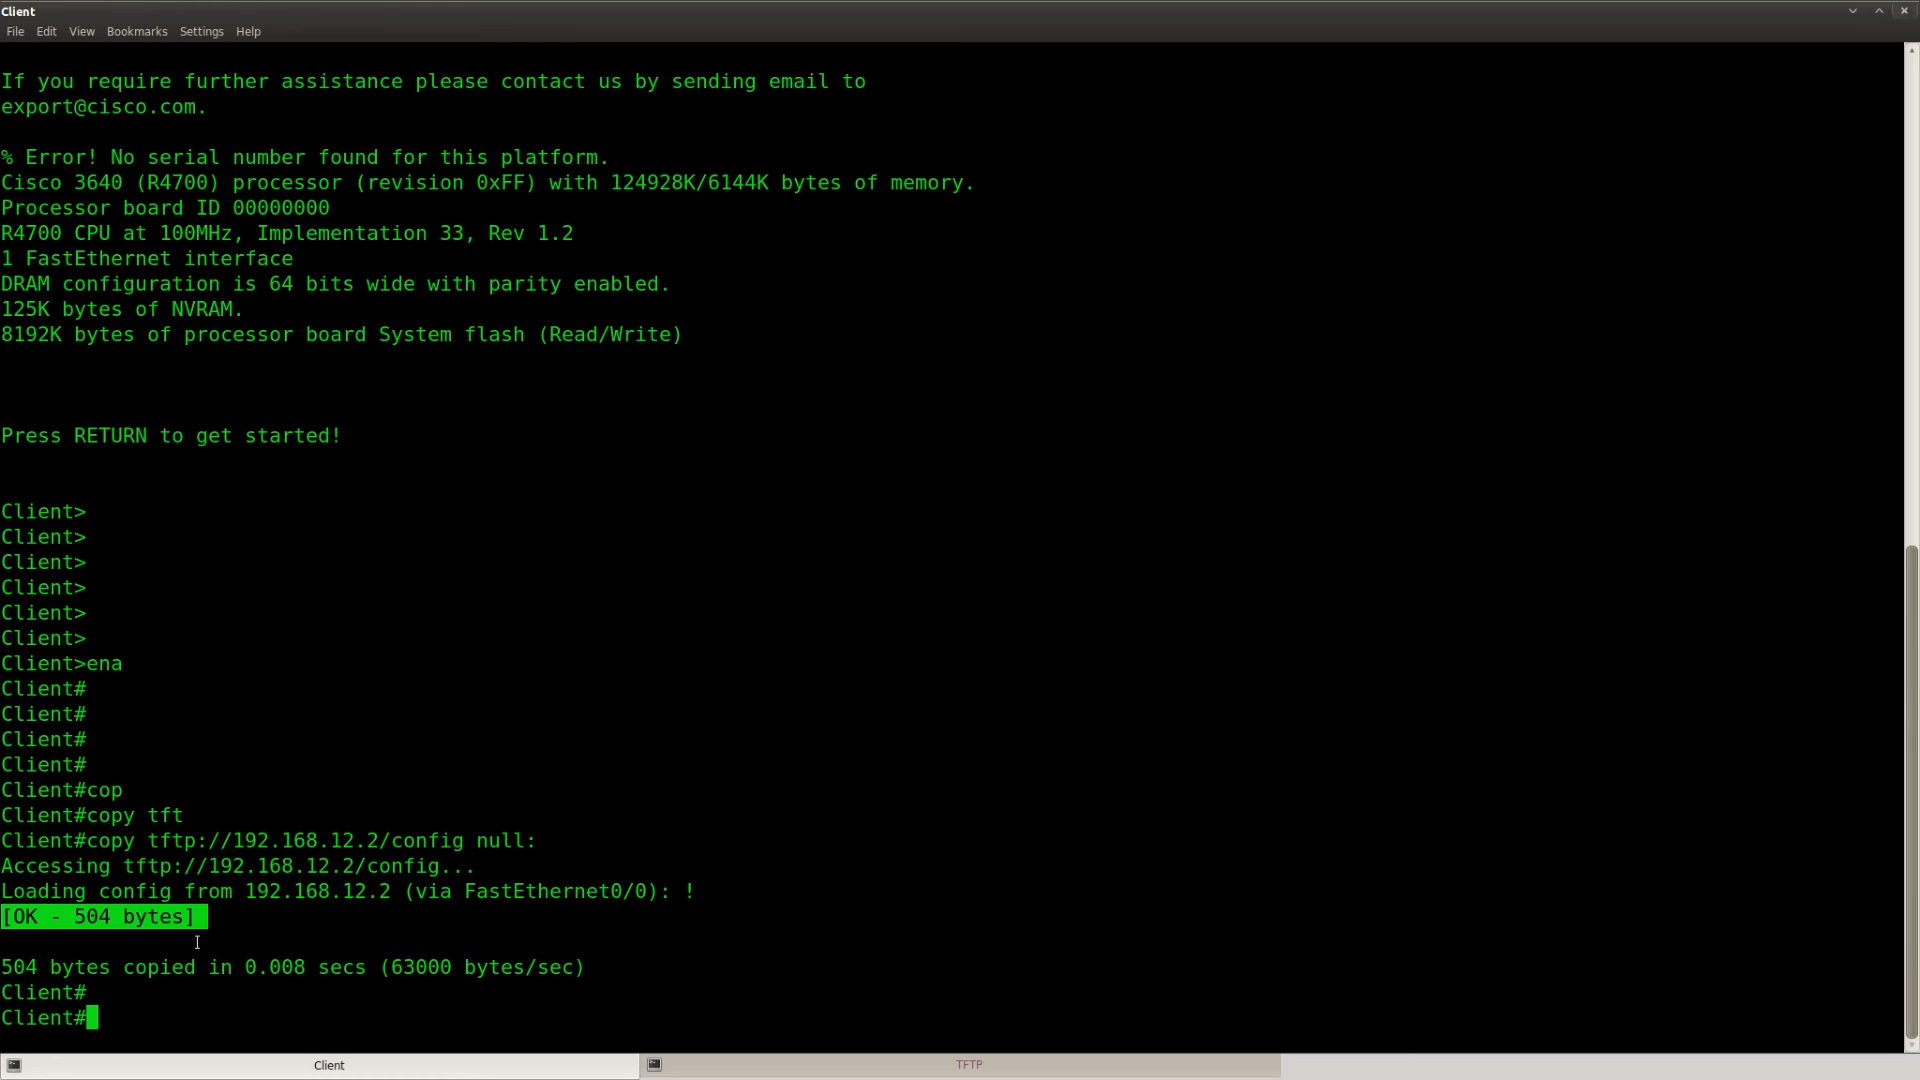 Client
File Edit View Bookmarks Settings Help
If you require further assistance please contact us by sending email to
export@cisco.com.
% Error! No serial number found for this platform.
Cisco 3640 (R4700) processor (revision 0xFF) with 124928K/6144K bytes of memory.
Processor board ID 00000000
R4700 CPU at 100MHz, Implementation 33, Rev 1.2
1 FastEthernet interface
DRAM configuration is 64 bits wide with parity enabled.
125K bytes of NVRAM.
8192K bytes of processor board System flash (Read/Write)
Press RETURN to get started!
Client>
Client>
Client>
Client>
Client>
Client>
Client>ena
Client#
Client#
Client#
Client#
Client#cop
Client#copy tft
Client#copy tftp://192.168.12.2/config null:
Accessing tftp://192.168.12.2/config...
Loading config from 192.168.12.2 (via FastEthernet0/0): !
[OK - 504 bytes]
504 bytes copied in 0.008 secs (63000 bytes/sec)
Client#
Client#
Client TFTP